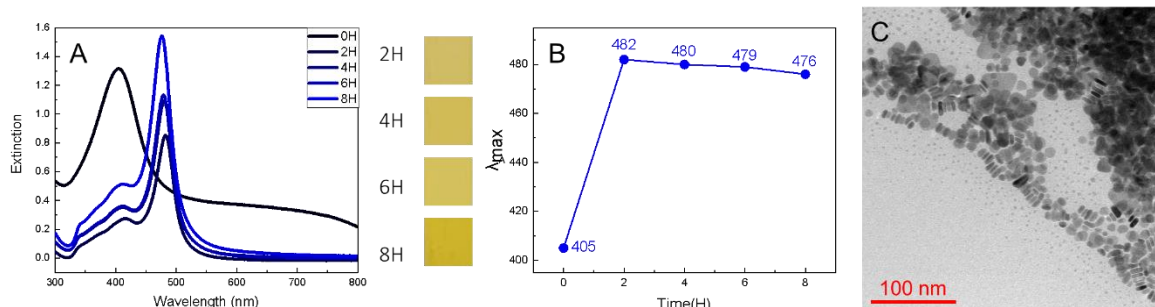 A
1.6
1.4
1.2
1.0
0.8
0.6
0.4
0.2
0.0
Extinction
300 400 500 600 700 800
Wavelength (nm)
0H
2H
4H
6H
8H
2H
4H
6H
8H
B
480
460
440
420
400
λmax
482
480
479
476
405
0 2 4 6 8
Time(H)
C
100 nm